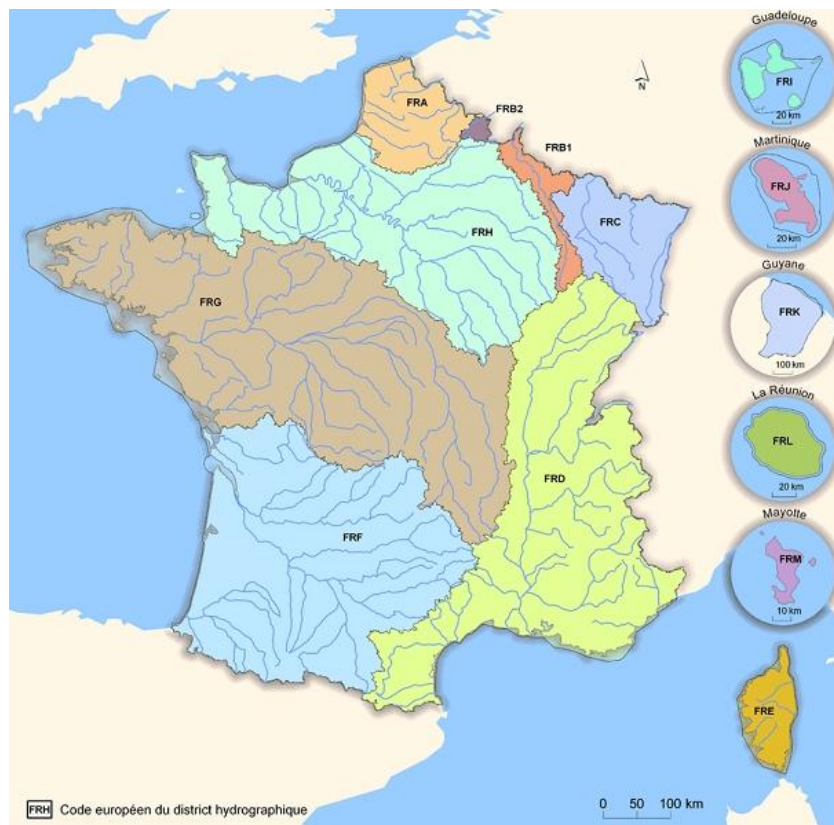 Guadeloupe
FRI
20 km
Martinique
FRJ
20 km
Guyane
FRK
100 km
La Réunion
FRL
20 km
Mayotte
FRM
10 km
N
FRA
FRB2
FRB1
FRC
FRH
FRG
FRD
FRF
FRE
FRH Code européen du district hydrographique
0 50 100 km